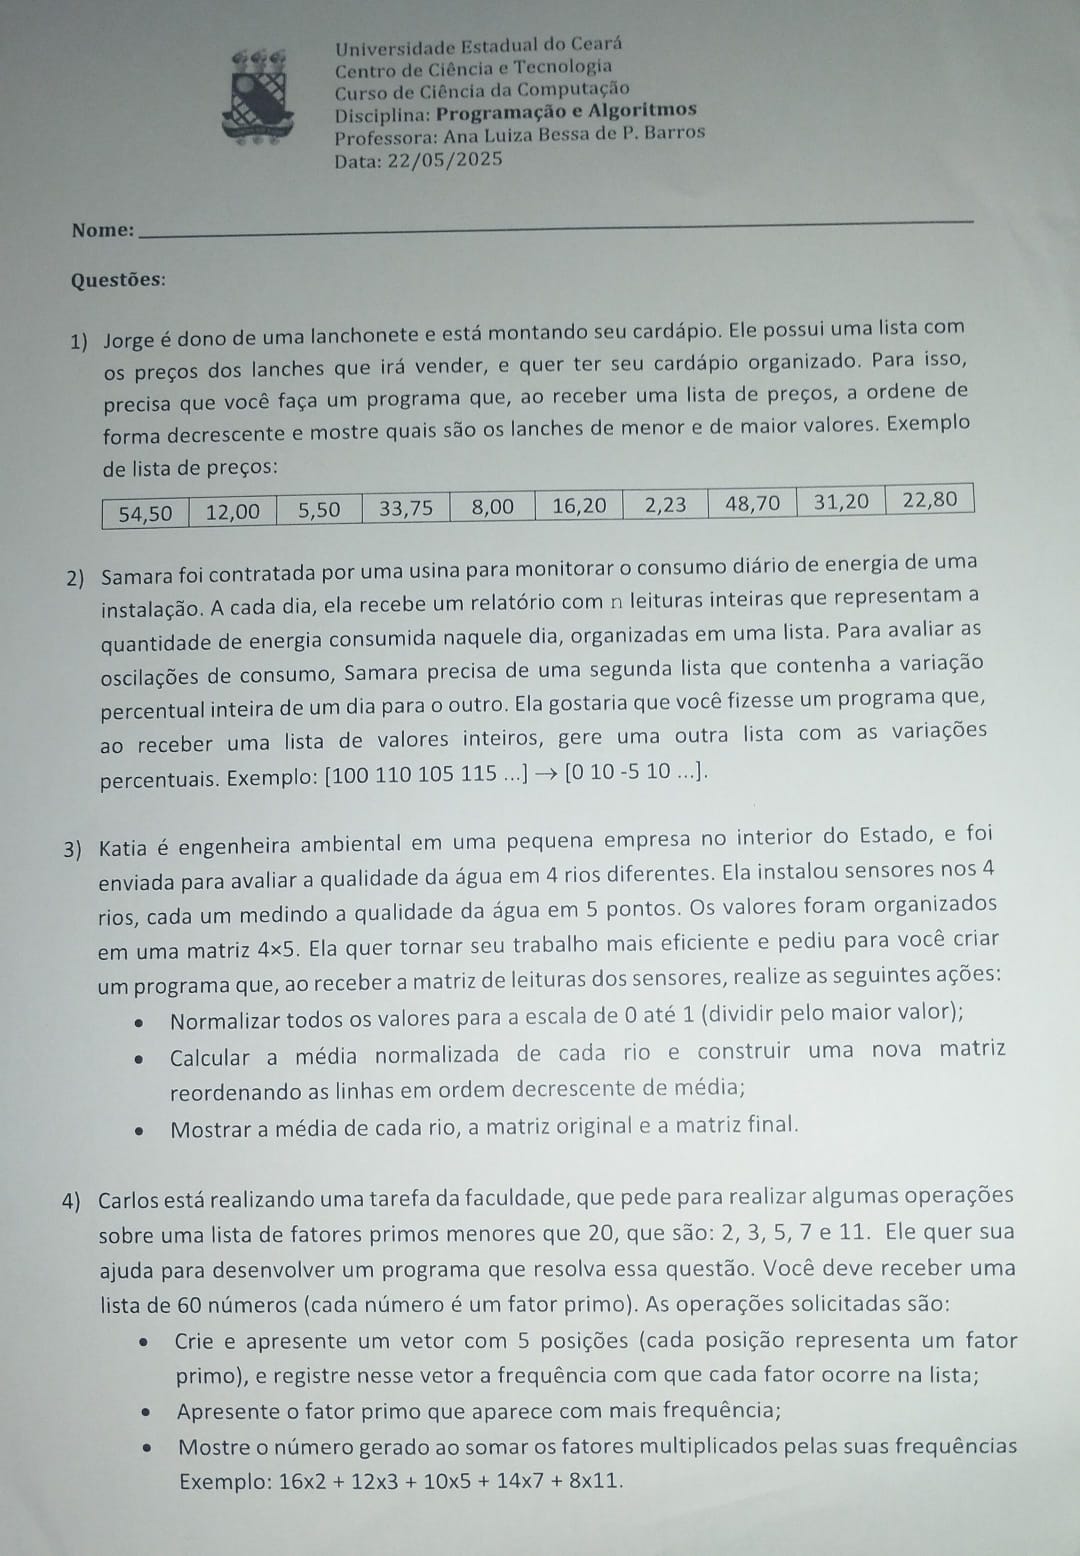 Universidade Estadual do Ceará
Centro de Ciência e Tecnologia
Curso de Ciência da Computação
Disciplina: Programação e Algoritmos
Professora: Ana Luiza Bessa de P. Barros
Data: 22/05/2025
Nome:
Questões:
1) Jorge é dono de uma lanchonete e está montando seu cardápio. Ele possui uma lista com
os preços dos lanches que irá vender, e quer ter seu cardápio organizado. Para isso,
precisa que você faça um programa que, ao receber uma lista de preços, a ordene de
forma decrescente e mostre quais são os lanches de menor e de maior valores. Exemplo
de lista de preços:
54,50 12,00 5,50 33,75 8,00 16,20 2,23 48,70 31,20 22,80
2) Samara foi contratada por uma usina para monitorar o consumo diário de energia de uma
instalação. A cada dia, ela recebe um relatório com n leituras inteiras que representam a
quantidade de energia consumida naquele dia, organizadas em uma lista. Para avaliar as
oscilações de consumo, Samara precisa de uma segunda lista que contenha a variação
percentual inteira de um dia para o outro. Ela gostaria que você fizesse um programa que,
ao receber uma lista de valores inteiros, gere uma outra lista com as variações
percentuais. Exemplo: [100 110 105 115 ...] → [0 10 -5 10 ...].
3) Katia é engenheira ambiental em uma pequena empresa no interior do Estado, e foi
enviada para avaliar a qualidade da água em 4 rios diferentes. Ela instalou sensores nos 4
rios, cada um medindo a qualidade da água em 5 pontos. Os valores foram organizados
em uma matriz 4×5. Ela quer tornar seu trabalho mais eficiente e pediu para você criar
um programa que, ao receber a matriz de leituras dos sensores, realize as seguintes ações:
• Normalizar todos os valores para a escala de 0 até 1 (dividir pelo maior valor);
• Calcular a média normalizada de cada rio e construir uma nova matriz
reordenando as linhas em ordem decrescente de média;
• Mostrar a média de cada rio, a matriz original e a matriz final.
4) Carlos está realizando uma tarefa da faculdade, que pede para realizar algumas operações
sobre uma lista de fatores primos menores que 20, que são: 2, 3, 5, 7 e 11. Ele quer sua
ajuda para desenvolver um programa que resolva essa questão. Você deve receber uma
lista de 60 números (cada número é um fator primo). As operações solicitadas são:
• Crie e apresente um vetor com 5 posições (cada posição representa um fator
primo), e registre nesse vetor a frequência com que cada fator ocorre na lista;
• Apresente o fator primo que aparece com mais frequência;
• Mostre o número gerado ao somar os fatores multiplicados pelas suas frequências
Exemplo: 16x2 + 12x3 + 10x5 + 14x7 + 8x11.